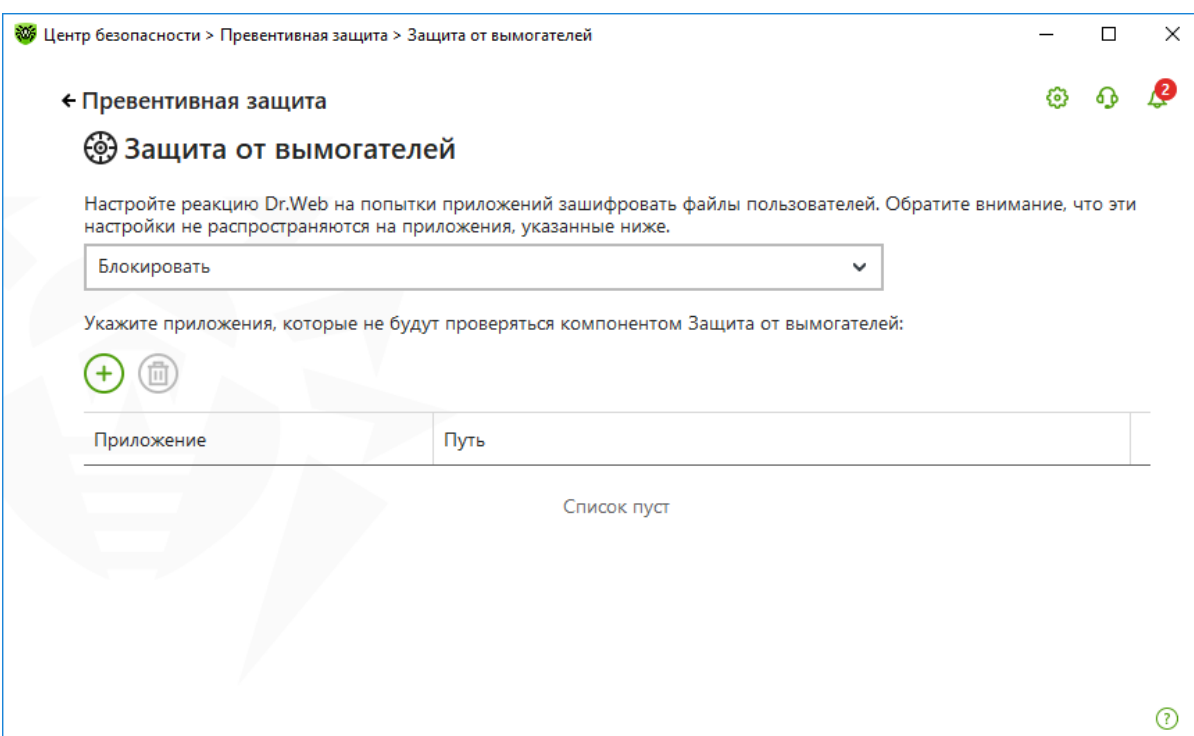 Центр безопасности > Превентивная защита > Защита от вымогателей
Превентивная защита
2
Защита от вымогателей
Настройте реакцию Dr.Web на попытки приложений зашифровать файлы пользователей. Обратите внимание, что эти
настройки не распространяются на приложения, указанные ниже.
Блокировать
Укажите приложения, которые не будут проверяться компонентом Защита от вымогателей:
Приложение Путь
Список пуст
?